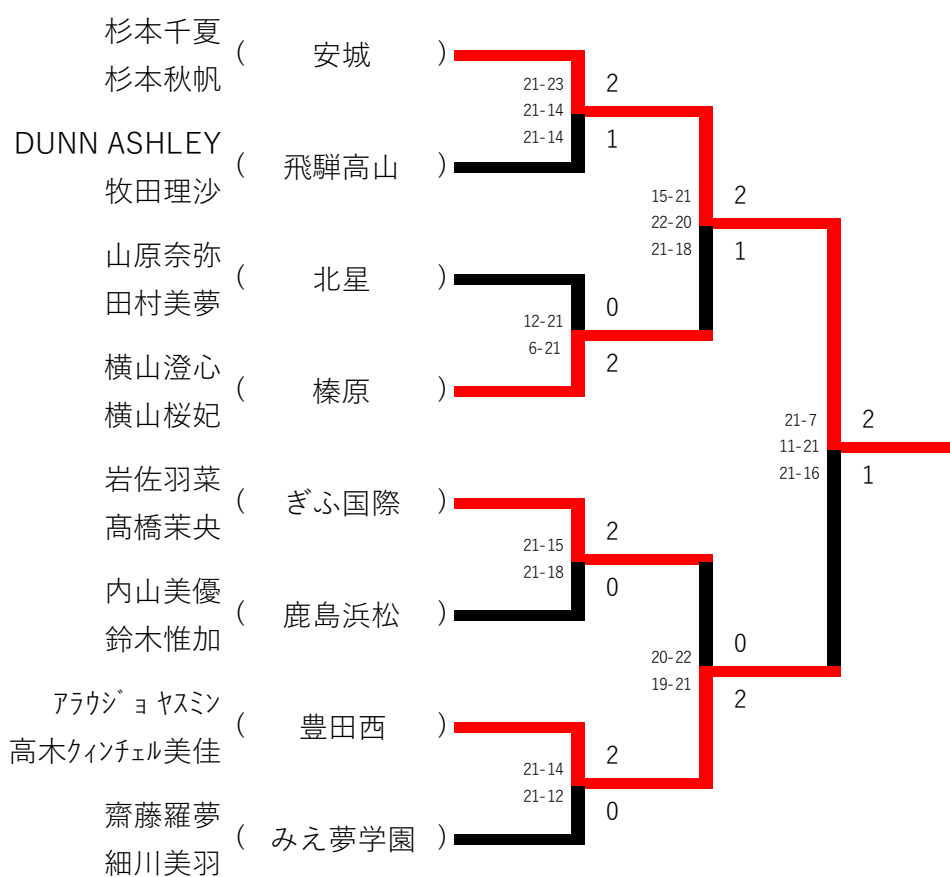 杉本千夏
杉本秋帆
( 安城 )
21-23
21-14
21-14
2
1
DUNN ASHLEY
牧田理沙
( 飛騨高山 )
15-21
22-20
21-18
2
1
山原奈弥
田村美夢
( 北星 )
12-21
6-21
0
2
横山澄心
横山桜妃
( 榛原 )
21-7
11-21
21-16
2
1
岩佐羽菜
髙橋茉央
( ぎふ国際 )
21-15
21-18
2
0
内山美優
鈴木惟加
( 鹿島浜松 )
20-22
19-21
0
2
ｱﾗｳｼﾞｮ ﾔｽﾐﾝ
高木ｸｨﾝﾁｪﾙ美佳
( 豊田西 )
21-14
21-12
2
0
齋藤羅夢
細川美羽
( みえ夢学園 )